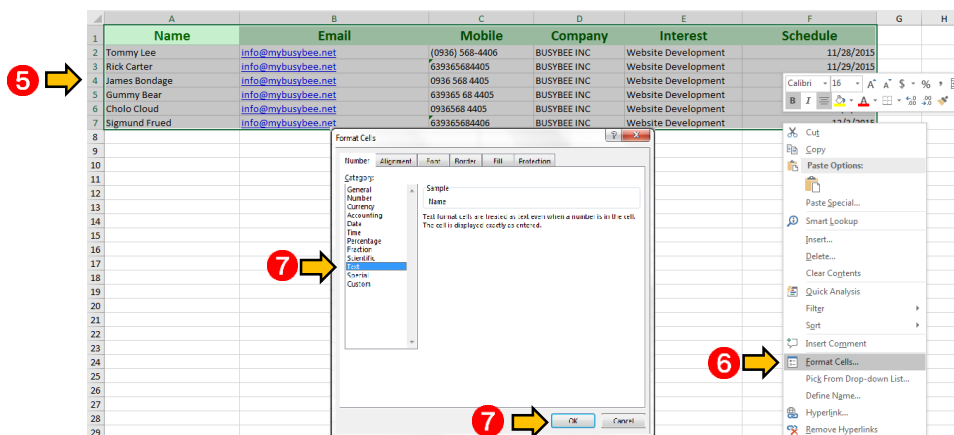 A B C D E F G H
1 Name Email Mobile Company Interest Schedule
2 Tommy Lee info@mybusybee.net (0936) 568-4406 BUSYBEE INC Website Development 11/28/2015
3 Rick Carter info@mybusybee.net 639365684405 BUSYBEE INC Website Development 11/29/2015
4 James Bondage info@mybusybee.net 0936 568 4405 BUSYBEE INC Website Development
5 Gummy Bear info@mybusybee.net 639365 68 4405 BUSYBEE INC Website Development
6 Cholo Cloud info@mybusybee.net 0936568 4405 BUSYBEE INC Website Development
7 Sigmund Frued info@mybusybee.net 639365684406 BUSYBEE INC Website Development 12/2/2015
8
9
10
11
12
13
14
15
16
17
18
19
20
21
22
23
24
25
26
27
28
29
5
Calibri 16 A A $ % ,
B I A
Format Cells
?
Number Alignment Font Border Fill Protection
Category:
General
Number
Currency
Accounting
Date
Time
Percentage
Fraction
Scientific
Text
Special
Custom
Sample
Name
Text format cells are treated as text even when a number is in the cell.
The cell is displayed exactly as entered.
7
7
OK Cancel
Cut
Copy
Paste Options:
Paste Special...
Smart Lookup
Insert...
Delete...
Clear Contents
Quick Analysis
Filter
Sort
Insert Comment
6
Format Cells...
Pick From Drop-down List...
Define Name...
Hyperlink...
Remove Hyperlinks